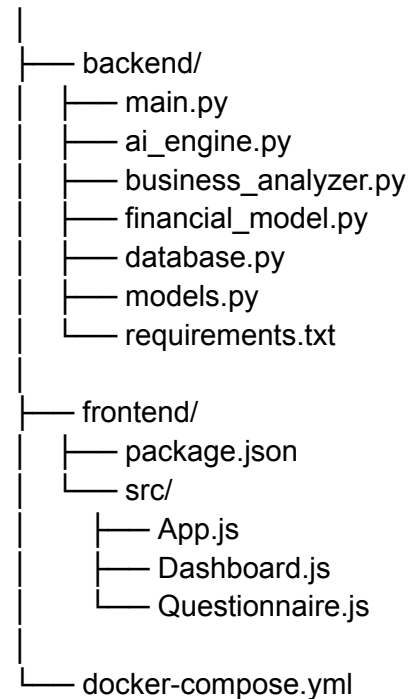 backend/
main.py
ai_engine.py
business_analyzer.py
financial_model.py
database.py
models.py
requirements.txt
frontend/
package.json
src/
App.js
Dashboard.js
Questionnaire.js
docker-compose.yml